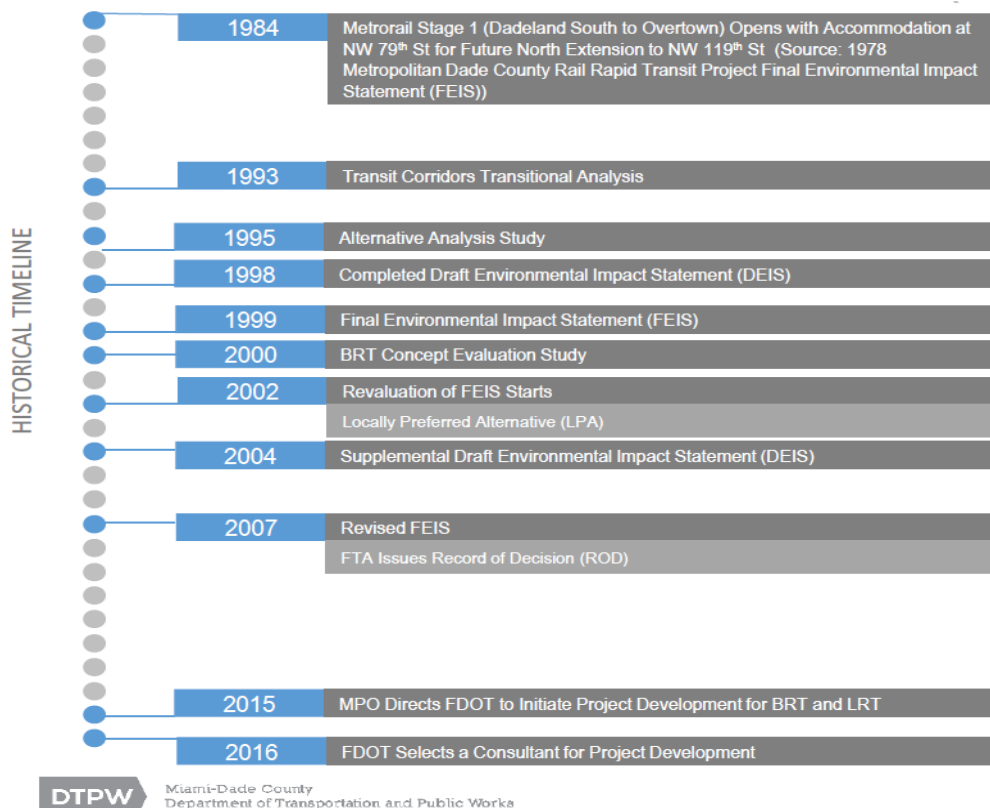 1984
Metrorail Stage 1 (Dadeland South to Overtown) Opens with Accommodation at
NW 79th St for Future North Extension to NW 119th St (Source: 1978
Metropolitan Dade County Rail Rapid Transit Project Final Environmental Impact
Statement (FEIS))
1993
Transit Corridors Transitional Analysis
1995
Alternative Analysis Study
1998
Completed Draft Environmental Impact Statement (DEIS)
1999
Final Environmental Impact Statement (FEIS)
2000
BRT Concept Evaluation Study
2002
Revaluation of FEIS Starts
Locally Preferred Alternative (LPA)
2004
Supplemental Draft Environmental Impact Statement (DEIS)
2007
Revised FEIS
FTA Issues Record of Decision (ROD)
2015
MPO Directs FDOT to Initiate Project Development for BRT and LRT
2016
FDOT Selects a Consultant for Project Development
HISTORICAL TIMELINE
DTPW
Miami-Dade County
Department of Transportation and Public Works